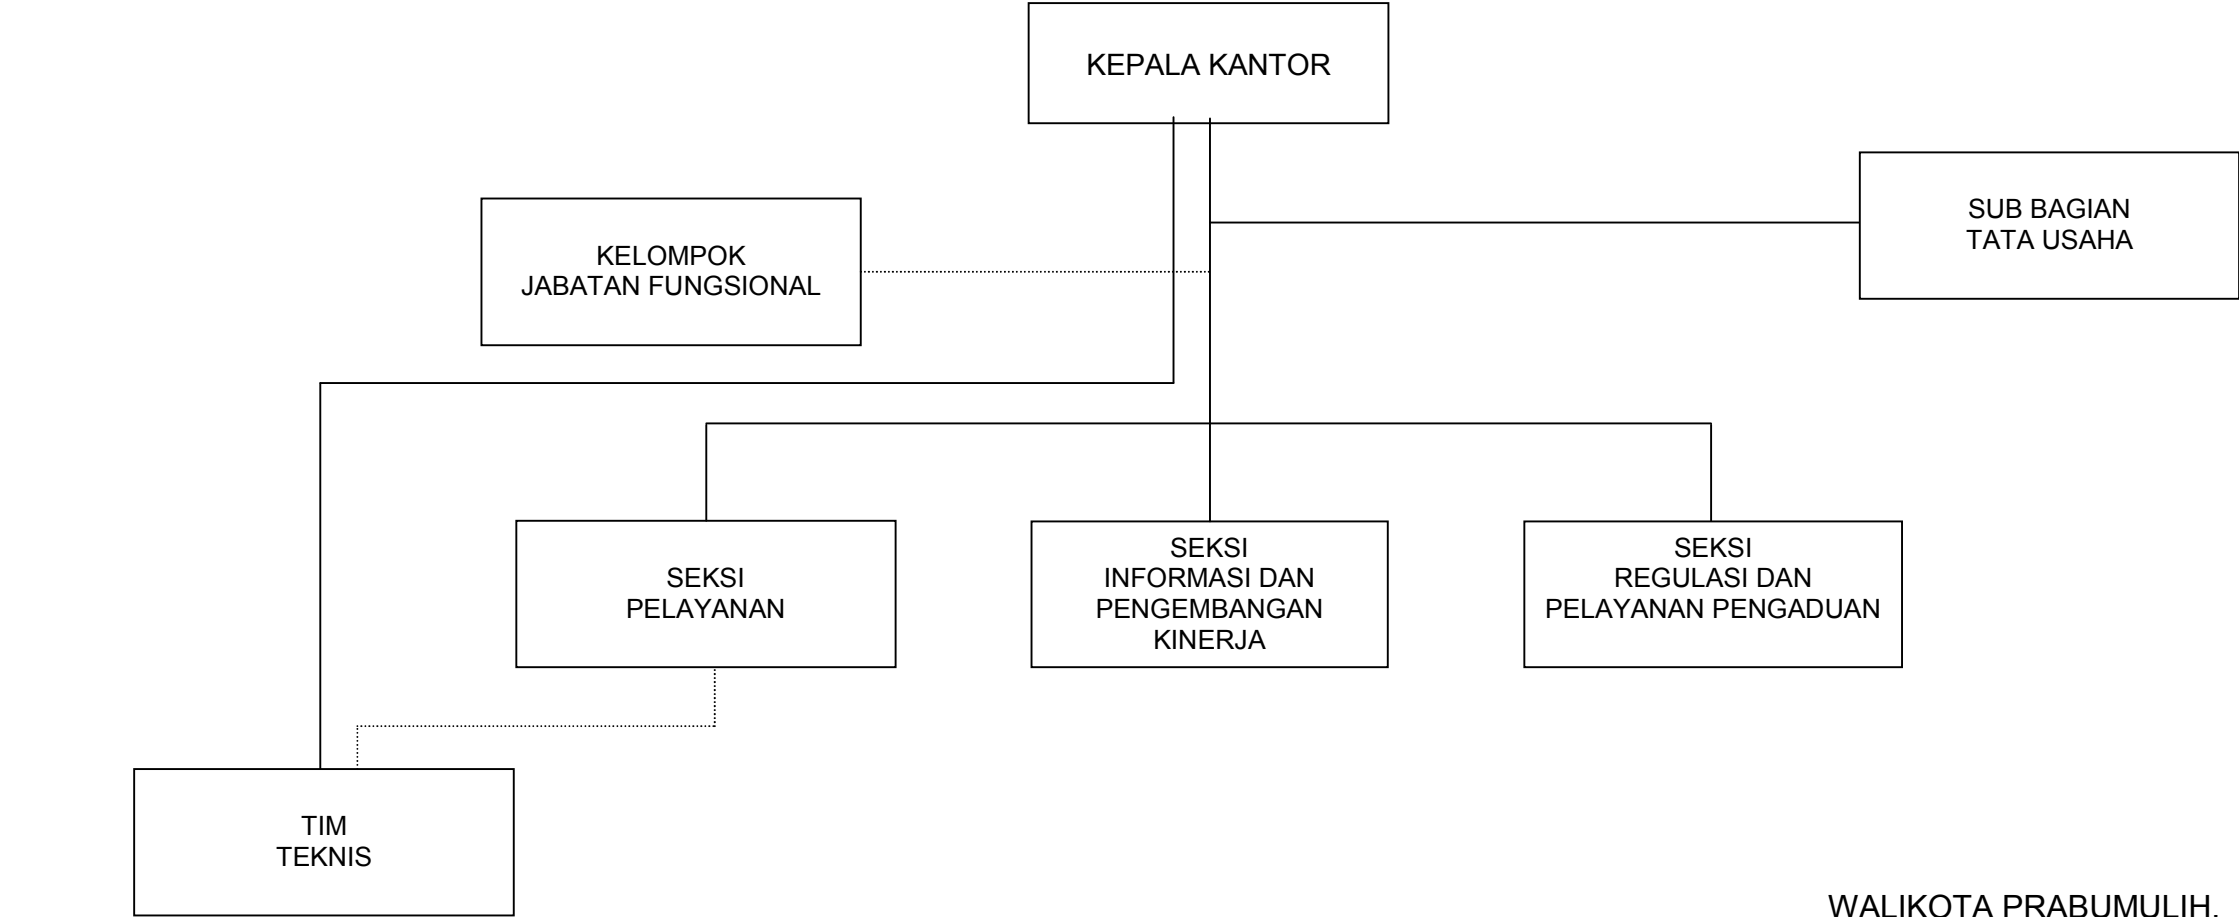 KEPALA KANTOR
SUB BAGIAN
TATA USAHA
KELOMPOK
JABATAN FUNGSIONAL
SEKSI
PELAYANAN
SEKSI
INFORMASI DAN
PENGEMBANGAN
KINERJA
SEKSI
REGULASI DAN
PELAYANAN PENGADUAN
TIM
TEKNIS
WALIKOTA PRABUMULIH,